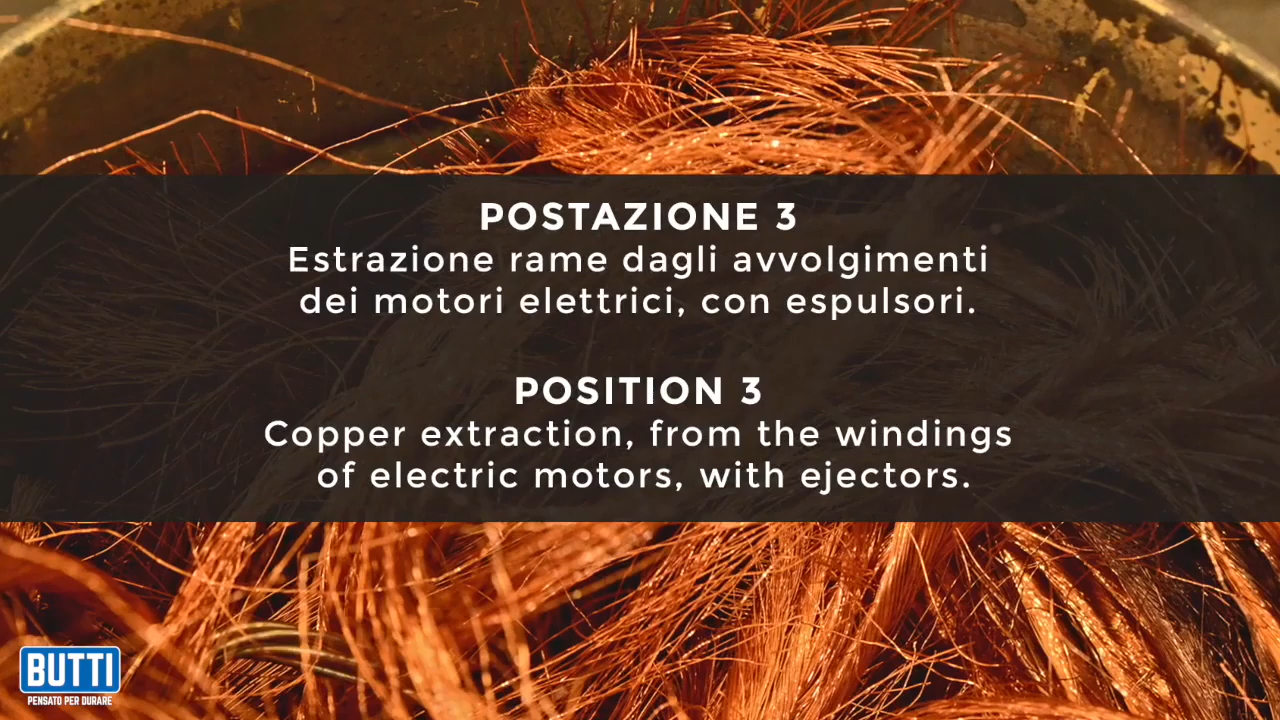 POSTAZIONE 3
Estrazione rame dagli avvolgimenti
dei motori elettrici, con espulsori.
POSITION 3
Copper extraction, from the windings
of electric motors, with ejectors.
BUTTI
PENSATO PER DURARE